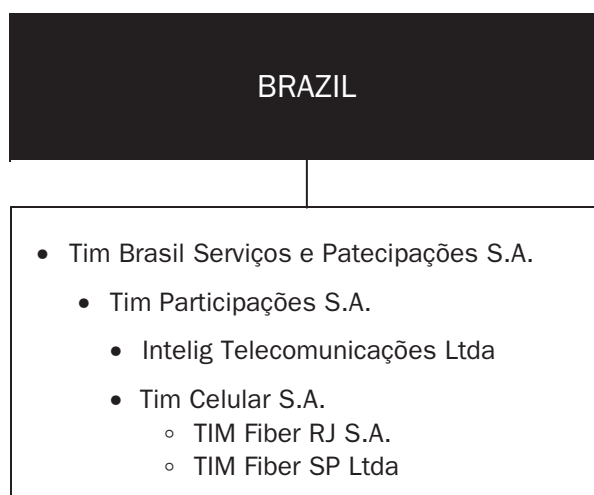 BRAZIL
• Tim Brasil Serviços e Patecipações S.A.
• Tim Participações S.A.
• Intelig Telecomunicações Ltda
• Tim Celular S.A.
◦ TIM Fiber RJ S.A.
◦ TIM Fiber SP Ltda